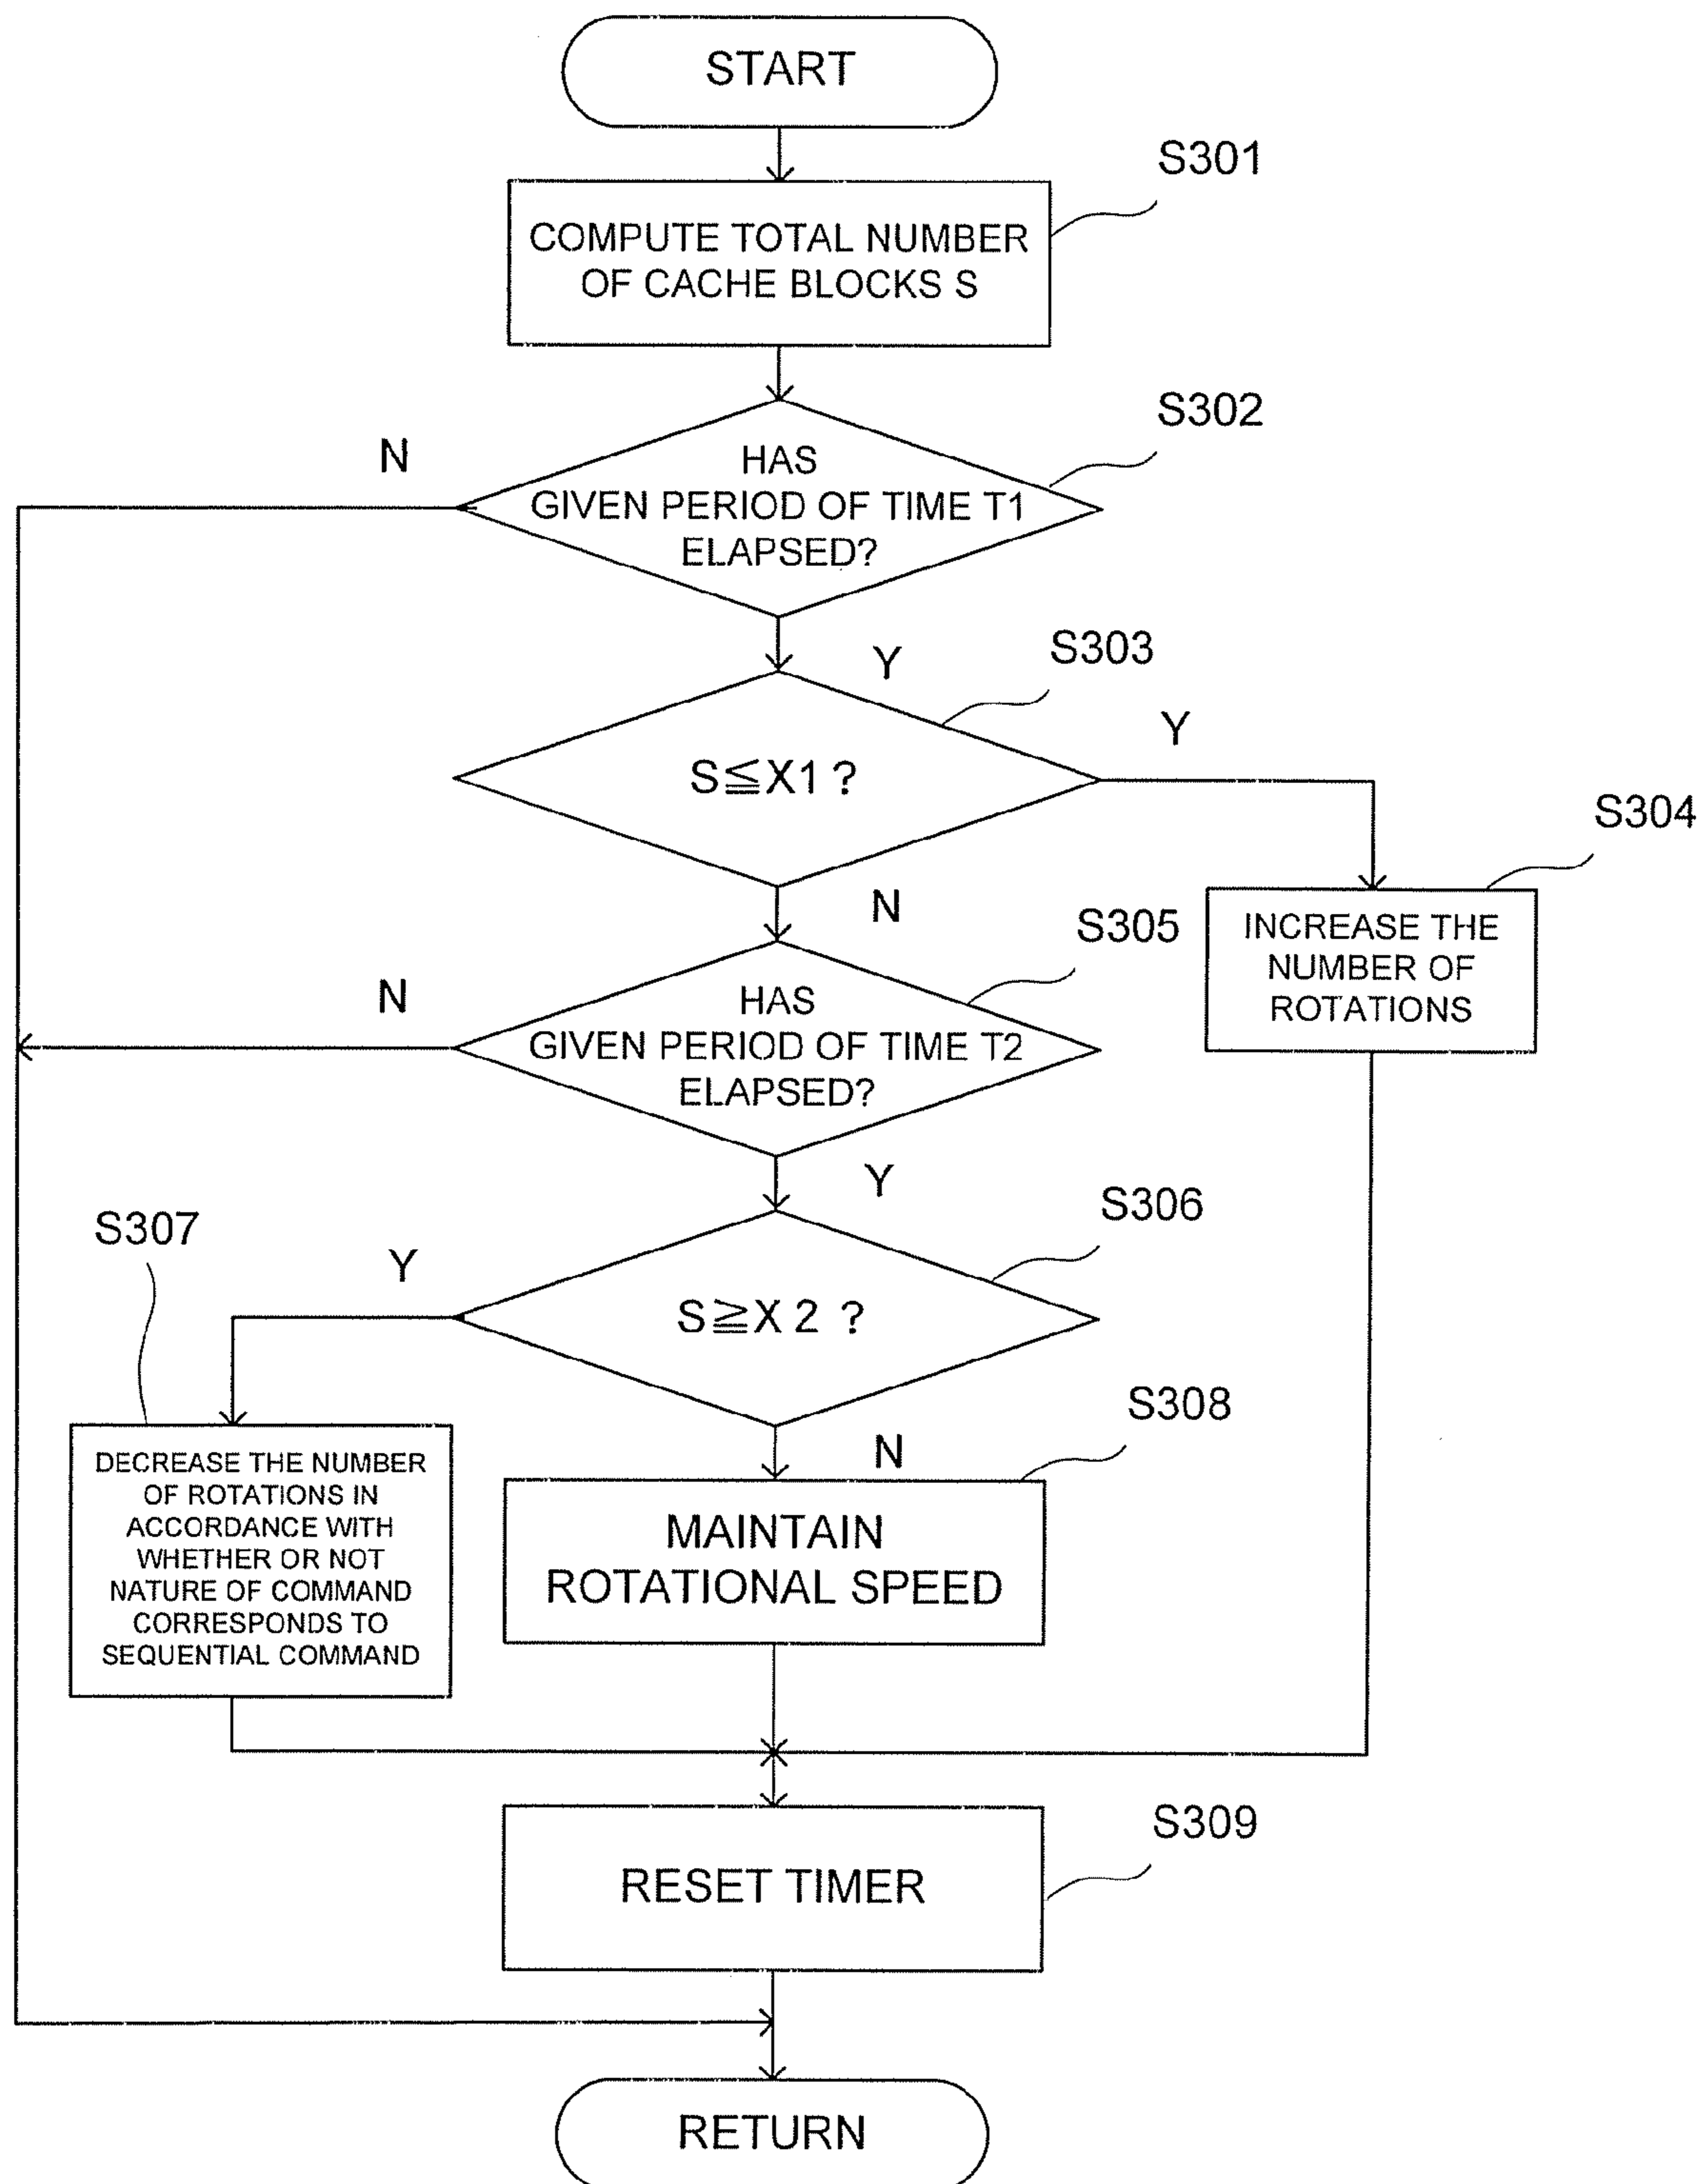 START
S301
COMPUTE TOTAL NUMBER
OF CACHE BLOCKS S
S302
N
HAS
GIVEN PERIOD OF TIME T1
ELAPSED?
Y
S303
S≦X1 ?
Y
S304
INCREASE THE
NUMBER OF
ROTATIONS
N
S305
N
HAS
GIVEN PERIOD OF TIME T2
ELAPSED?
Y
S306
S≧X 2 ?
Y
S307
DECREASE THE NUMBER
OF ROTATIONS IN
ACCORDANCE WITH
WHETHER OR NOT
NATURE OF COMMAND
CORRESPONDS TO
SEQUENTIAL COMMAND
N
S308
MAINTAIN
ROTATIONAL SPEED
S309
RESET TIMER
RETURN